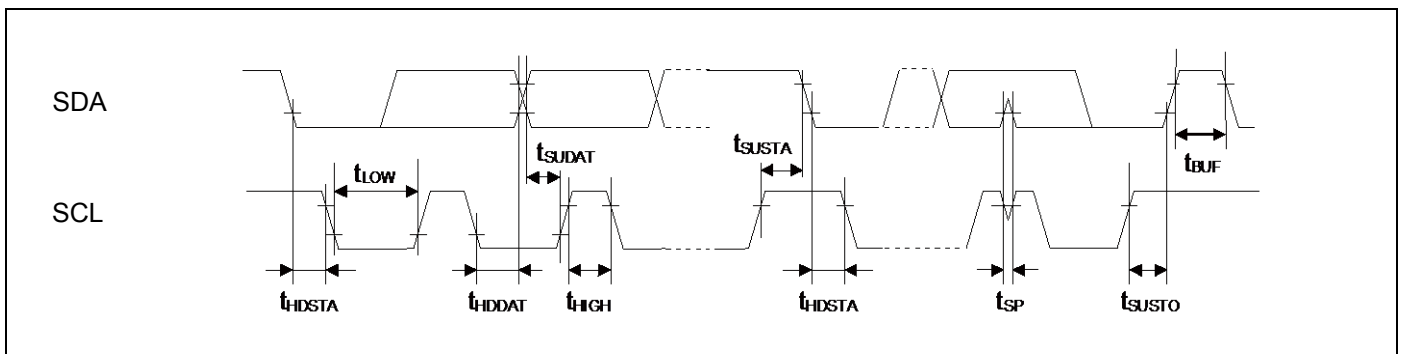 SDA
tSUDAT tSUSTA
tLOW tBUF
SCL
tHDSTA tHDDAT tHIGH tHDSTA tSP tSUSTO